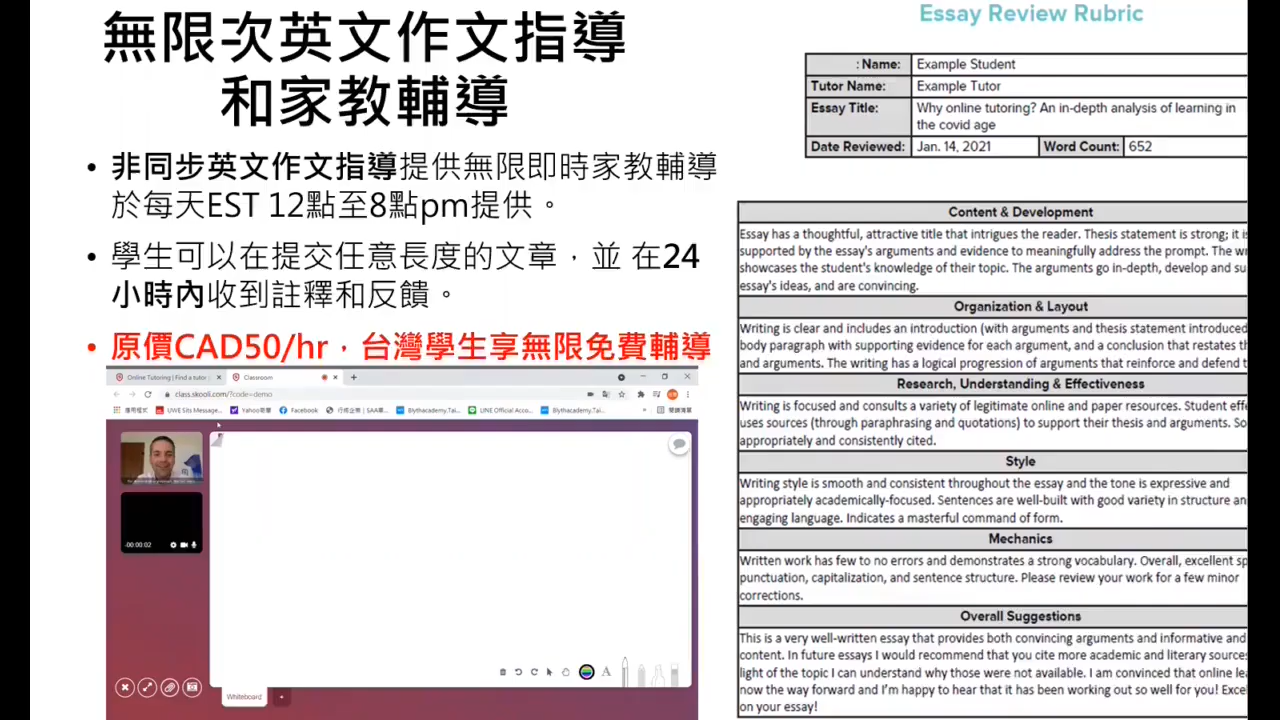 無限次英文作文指導
和家教輔導
• 非同步英文作文指導提供無限即時家教輔導
於每天EST 12點至8點pm提供。
• 學生可以在提交任意長度的文章，並 在24
小時內收到註釋和反饋。
• 原價CAD50/hr，台灣學生享無限免費輔導
Online Tutoring | Find a tutor
Classroom
class.skooli.com/?code=demo
應用程式
UWE Sits Message...
Yahoo奇摩
Facebook
Blythacademy.Tai...
LINE Official Acco...
Blythacademy.Tai...
閱讀清單
-00:00:02
A
Whiteboard
+
Essay Review Rubric
: Name: Example Student
Tutor Name: Example Tutor
Essay Title: Why online tutoring? An in-depth analysis of learning in
the covid age
Date Reviewed: Jan. 14, 2021 Word Count: 652
Content & Development
Essay has a thoughtful, attractive title that intrigues the reader. Thesis statement is strong; it is
supported by the essay's arguments and evidence to meaningfully address the prompt. The wr
showcases the student's knowledge of their topic. The arguments go in-depth, develop and su
essay's ideas, and are convincing.
Organization & Layout
Writing is clear and includes an introduction (with arguments and thesis statement introduced
body paragraph with supporting evidence for each argument, and a conclusion that restates th
and arguments. The writing has a logical progression of arguments that reinforce and defend t
Research, Understanding & Effectiveness
Writing is focused and consults a variety of legitimate online and paper resources. Student effe
uses sources (through paraphrasing and quotations) to support their thesis and arguments. So
appropriately and consistently cited.
Style
Writing style is smooth and consistent throughout the essay and the tone is expressive and
appropriately academically-focused. Sentences are well-built with good variety in structure an
engaging language. Indicates a masterful command of form.
Mechanics
Written work has few to no errors and demonstrates a strong vocabulary. Overall, excellent sp
punctuation, capitalization, and sentence structure. Please review your work for a few minor
corrections.
Overall Suggestions
This is a very well-written essay that provides both convincing arguments and informative and
content. In future essays I would recommend that you cite more academic and literary source
light of the topic I can understand why those were not available. I am convinced that online lea
now the way forward and I'm happy to hear that it has been working out so well for you! Exce
on your essay!